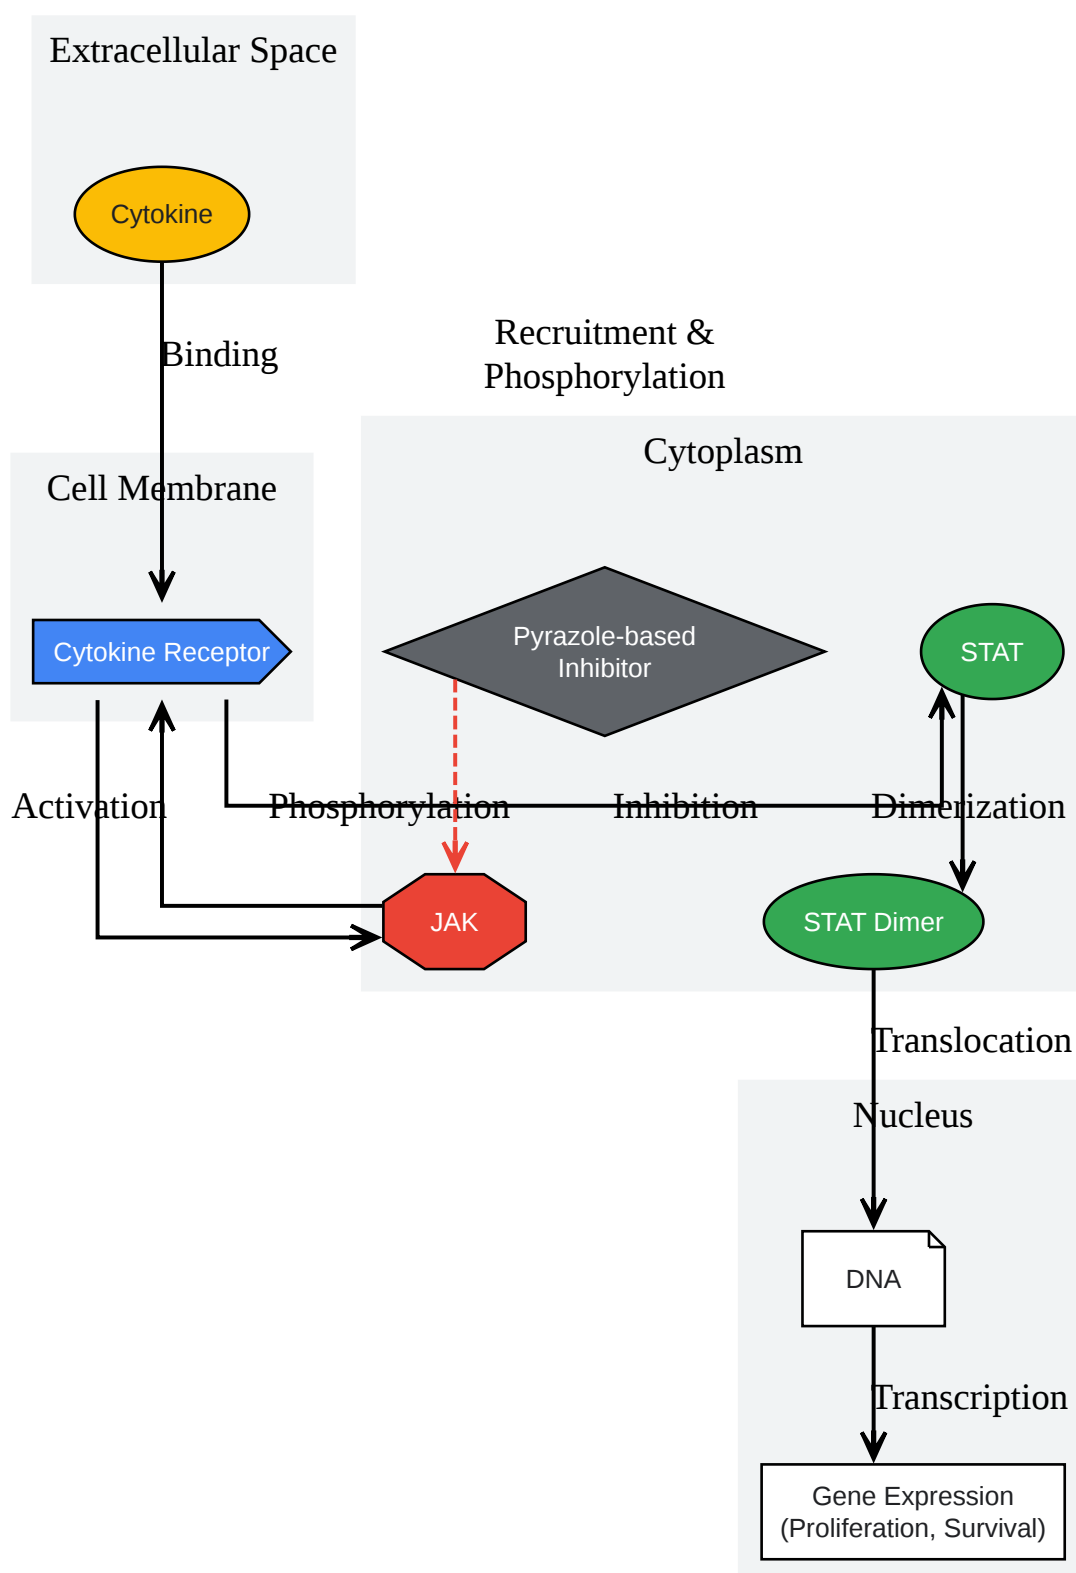 Extracellular Space
Cytokine
Binding
Recruitment &
Phosphorylation
Cytoplasm
Cell Membrane
Cytokine Receptor
Pyrazole-based
Inhibitor
STAT
Activation
Phosphorylation
Inhibition
Dimerization
JAK
STAT Dimer
Translocation
Nucleus
DNA
Transcription
Gene Expression
(Proliferation, Survival)